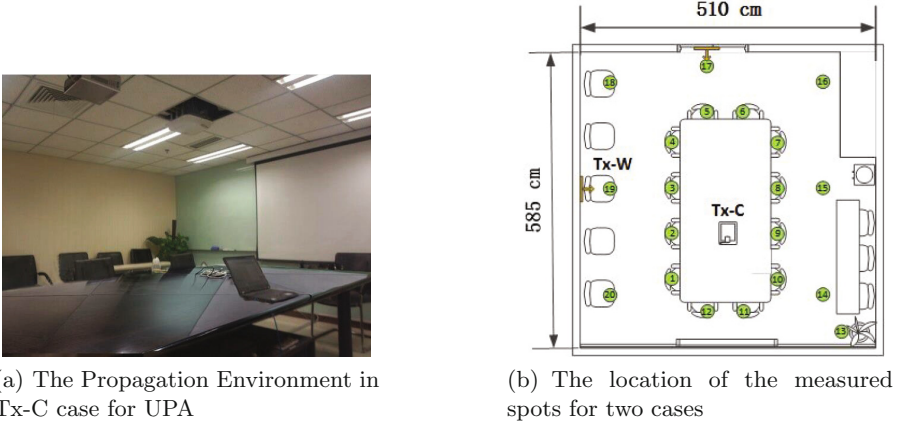 510 cm
585 cm
17
18
16
5
6
4
7
Tx-W
19
3
8
15
Tx-C
2
9
1
10
20
14
12
11
13
(a) The Propagation Environment in
Tx-C case for UPA
(b) The location of the measured
spots for two cases